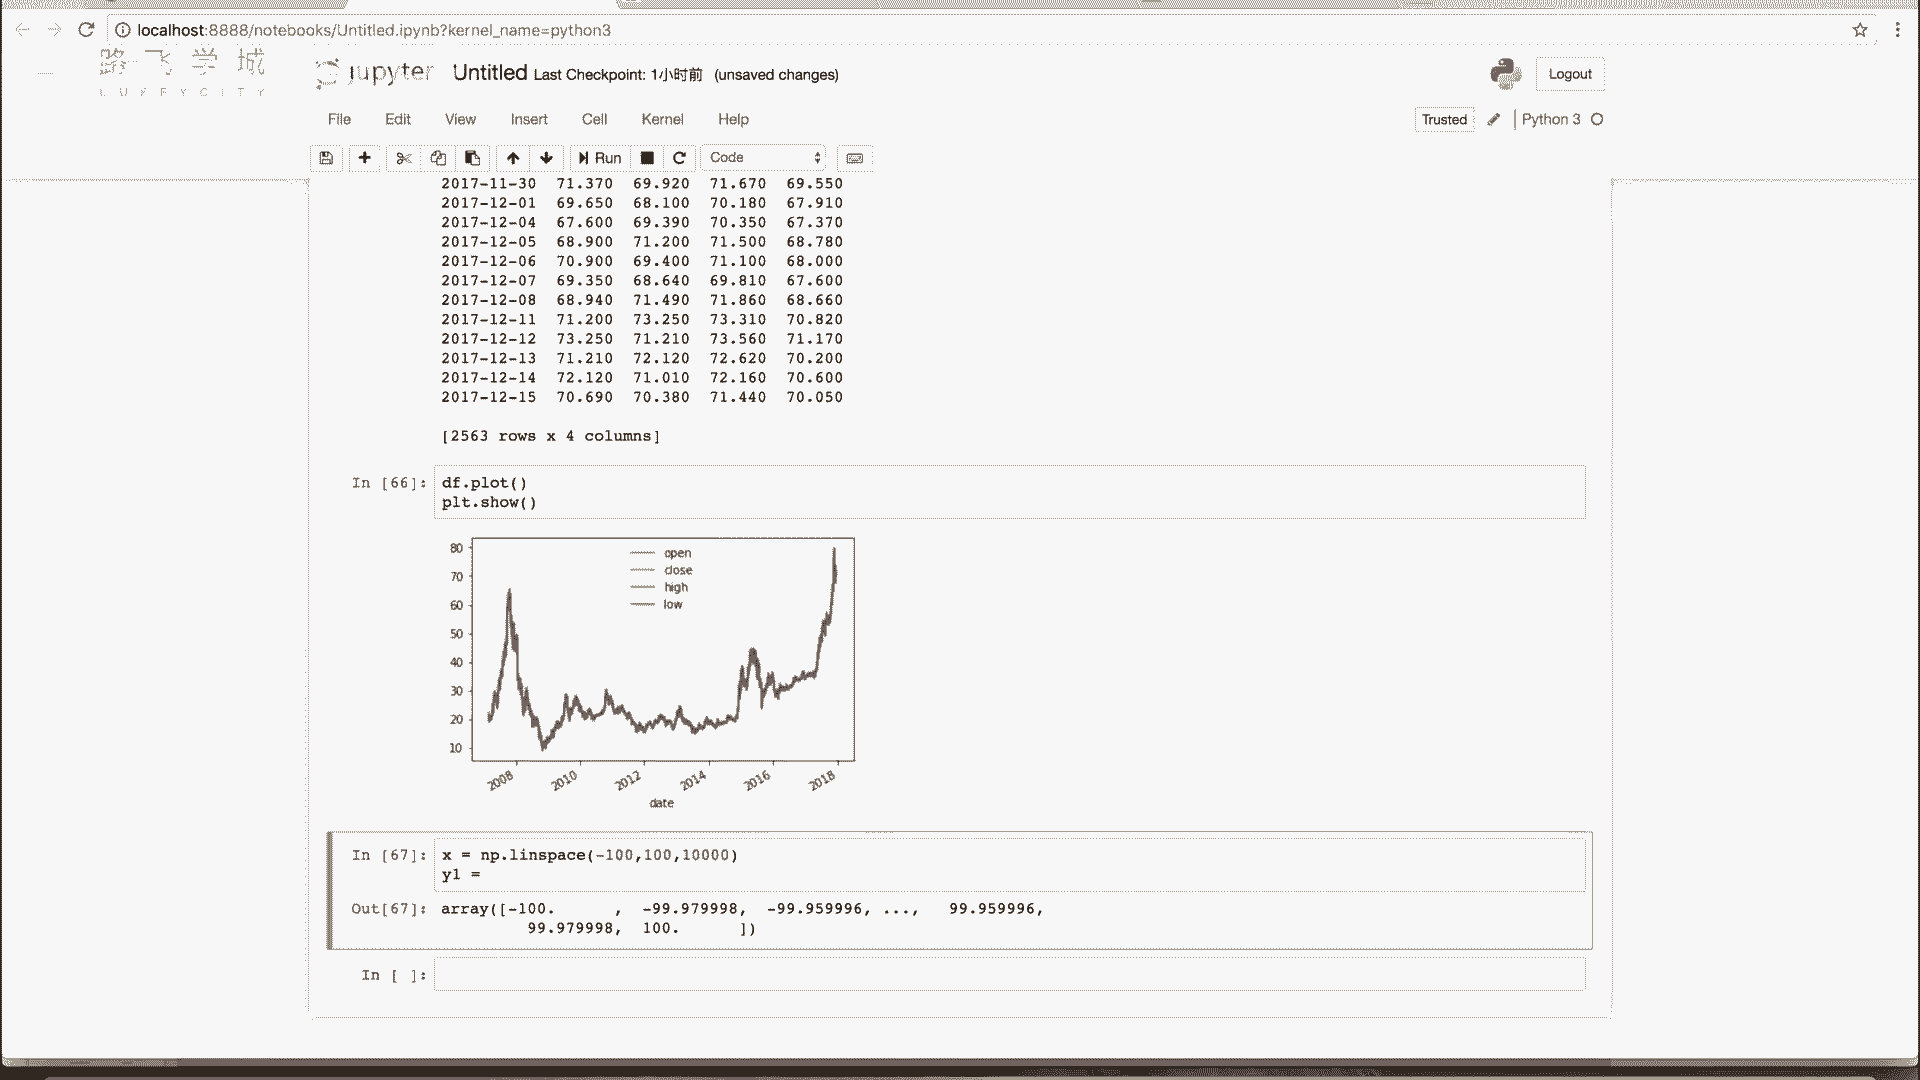 localhost:8888/notebooks/Untitled.ipynb?kernel_name=python3
路飞学城
LUFFYCITY
jupyter Untitled Last Checkpoint: 1小时前 (unsaved changes)
Logout
File Edit View Insert Cell Kernel Help
Trusted Python 3
Run Code
2017-11-30 71.370 69.920 71.670 69.550
2017-12-01 69.650 68.100 70.180 67.910
2017-12-04 67.600 69.390 70.350 67.370
2017-12-05 68.900 71.200 71.500 68.780
2017-12-06 70.900 69.400 71.100 68.000
2017-12-07 69.350 68.640 69.810 67.600
2017-12-08 68.940 71.490 71.860 68.660
2017-12-11 71.200 73.250 73.310 70.820
2017-12-12 73.250 71.210 73.560 71.170
2017-12-13 71.210 72.120 72.620 70.200
2017-12-14 72.120 71.010 72.160 70.600
2017-12-15 70.690 70.380 71.440 70.050
[2563 rows x 4 columns]
In [66]: df.plot()
plt.show()
open
close
high
low
80
70
60
50
40
30
20
10
2008 2010 2012 2014 2016 2018
date
In [67]: x = np.linspace(-100,100,10000)
y1 =
Out[67]: array([-100. , -99.979998, -99.959996, ..., 99.959996,
99.979998, 100. ])
In [ ]: